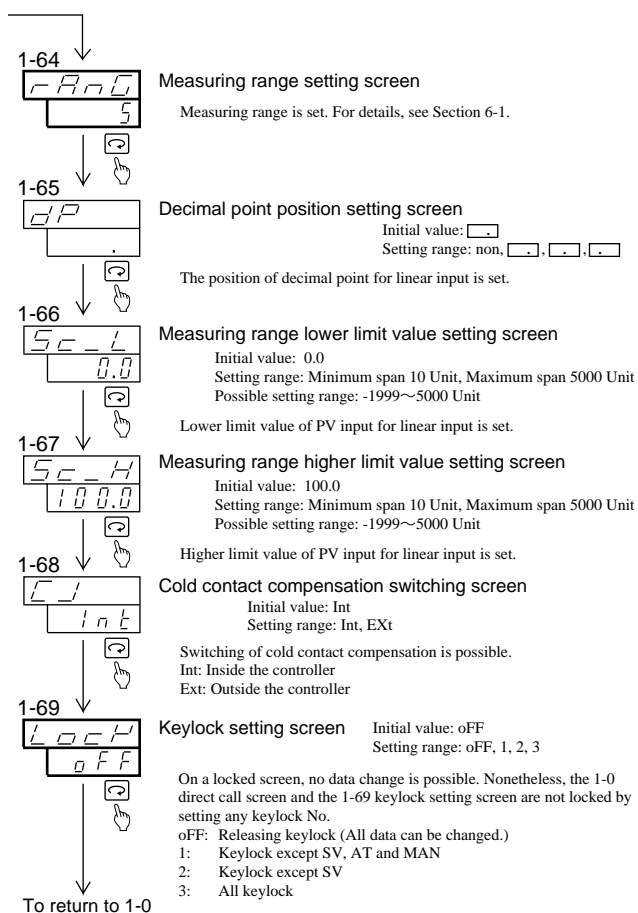 1-64
rAnG
5
Measuring range setting screen
Measuring range is set. For details, see Section 6-1.
1-65
dP
.
Decimal point position setting screen
Initial value: .
Setting range: non, . , . , .
The position of decimal point for linear input is set.
1-66
Sc_L
0.0
Measuring range lower limit value setting screen
Initial value: 0.0
Setting range: Minimum span 10 Unit, Maximum span 5000 Unit
Possible setting range: -1999～5000 Unit
Lower limit value of PV input for linear input is set.
1-67
Sc_H
100.0
Measuring range higher limit value setting screen
Initial value: 100.0
Setting range: Minimum span 10 Unit, Maximum span 5000 Unit
Possible setting range: -1999～5000 Unit
Higher limit value of PV input for linear input is set.
1-68
CJ
Int
Cold contact compensation switching screen
Initial value: Int
Setting range: Int, EXt
Switching of cold contact compensation is possible.
Int: Inside the controller
Ext: Outside the controller
1-69
LocK
oFF
Keylock setting screen Initial value: oFF
Setting range: oFF, 1, 2, 3
On a locked screen, no data change is possible. Nonetheless, the 1-0
direct call screen and the 1-69 keylock setting screen are not locked by
setting any keylock No.
oFF: Releasing keylock (All data can be changed.)
1: Keylock except SV, AT and MAN
2: Keylock except SV
3: All keylock
To return to 1-0